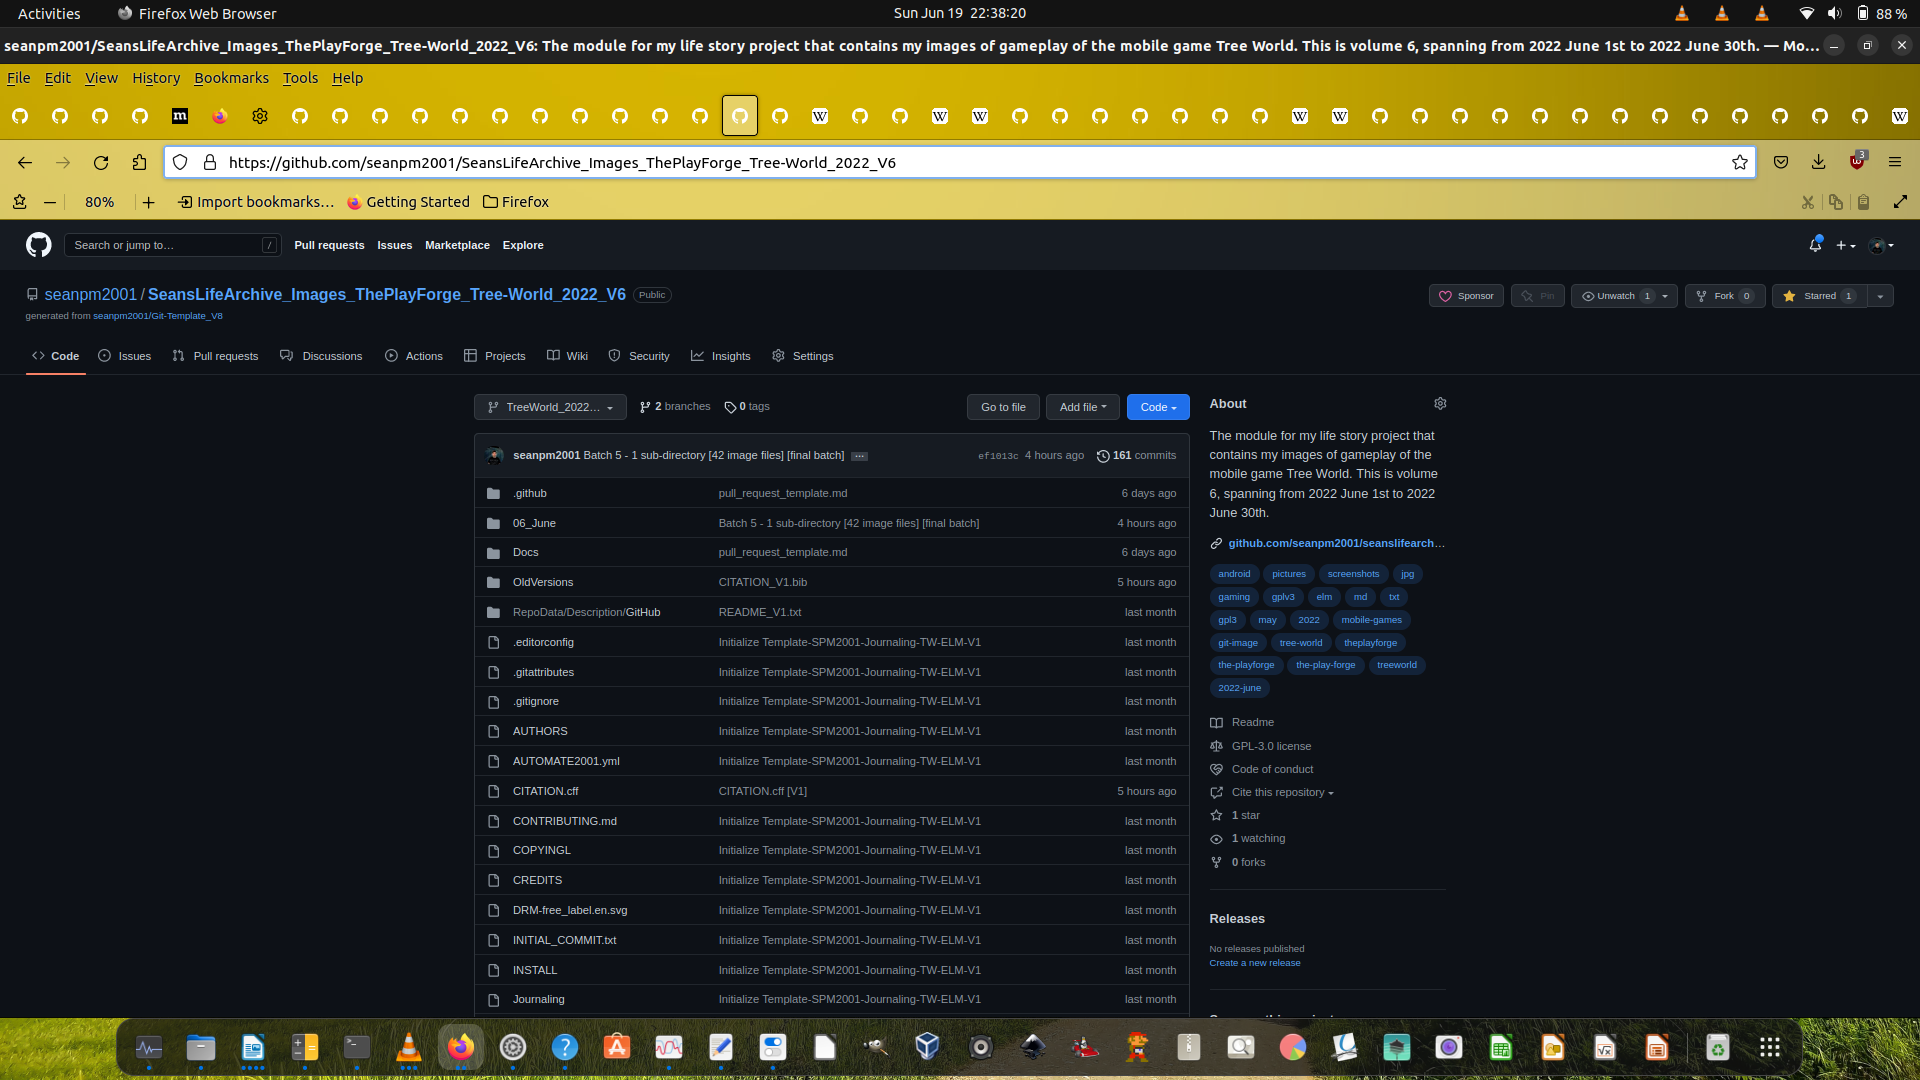 Activities
Firefox Web Browser
Sun Jun 19 22:38:20
88 %
seanpm2001/SeansLifeArchive_Images_ThePlayForge_Tree-World_2022_V6: The module for my life story project that contains my images of gameplay of the mobile game Tree World. This is volume 6, spanning from 2022 June 1st to 2022 June 30th. — Mo...
File Edit View History Bookmarks Tools Help
https://github.com/seanpm2001/SeansLifeArchive_Images_ThePlayForge_Tree-World_2022_V6
3
80%
Import bookmarks...
Getting Started
Firefox
Search or jump to...
/
Pull requests Issues Marketplace Explore
seanpm2001 / SeansLifeArchive_Images_ThePlayForge_Tree-World_2022_V6 Public
generated from seanpm2001/Git-Template_V8
Sponsor
Pin
Unwatch 1
Fork 0
Starred 1
Code
Issues
Pull requests
Discussions
Actions
Projects
Wiki
Security
Insights
Settings
TreeWorld_2022...
2 branches
0 tags
Go to file
Add file
Code
seanpm2001 Batch 5 - 1 sub-directory [42 image files] [final batch] ... ef1013c 4 hours ago 161 commits
.github pull_request_template.md 6 days ago
06_June Batch 5 - 1 sub-directory [42 image files] [final batch] 4 hours ago
Docs pull_request_template.md 6 days ago
OldVersions CITATION_V1.bib 5 hours ago
RepoData/Description/GitHub README_V1.txt last month
.editorconfig Initialize Template-SPM2001-Journaling-TW-ELM-V1 last month
.gitattributes Initialize Template-SPM2001-Journaling-TW-ELM-V1 last month
.gitignore Initialize Template-SPM2001-Journaling-TW-ELM-V1 last month
AUTHORS Initialize Template-SPM2001-Journaling-TW-ELM-V1 last month
AUTOMATE2001.yml Initialize Template-SPM2001-Journaling-TW-ELM-V1 last month
CITATION.cff CITATION.cff [V1] 5 hours ago
CONTRIBUTING.md Initialize Template-SPM2001-Journaling-TW-ELM-V1 last month
COPYINGL Initialize Template-SPM2001-Journaling-TW-ELM-V1 last month
CREDITS Initialize Template-SPM2001-Journaling-TW-ELM-V1 last month
DRM-free_label.en.svg Initialize Template-SPM2001-Journaling-TW-ELM-V1 last month
INITIAL_COMMIT.txt Initialize Template-SPM2001-Journaling-TW-ELM-V1 last month
INSTALL Initialize Template-SPM2001-Journaling-TW-ELM-V1 last month
Journaling Initialize Template-SPM2001-Journaling-TW-ELM-V1 last month
About
The module for my life story project that
contains my images of gameplay of the
mobile game Tree World. This is volume
6, spanning from 2022 June 1st to 2022
June 30th.
github.com/seanpm2001/seanslifearch...
android pictures screenshots jpg
gaming gplv3 elm md txt
gpl3 may 2022 mobile-games
git-image tree-world theplayforge
the-playforge the-play-forge treeworld
2022-june
Readme
GPL-3.0 license
Code of conduct
Cite this repository
1 star
1 watching
0 forks
Releases
No releases published
Create a new release